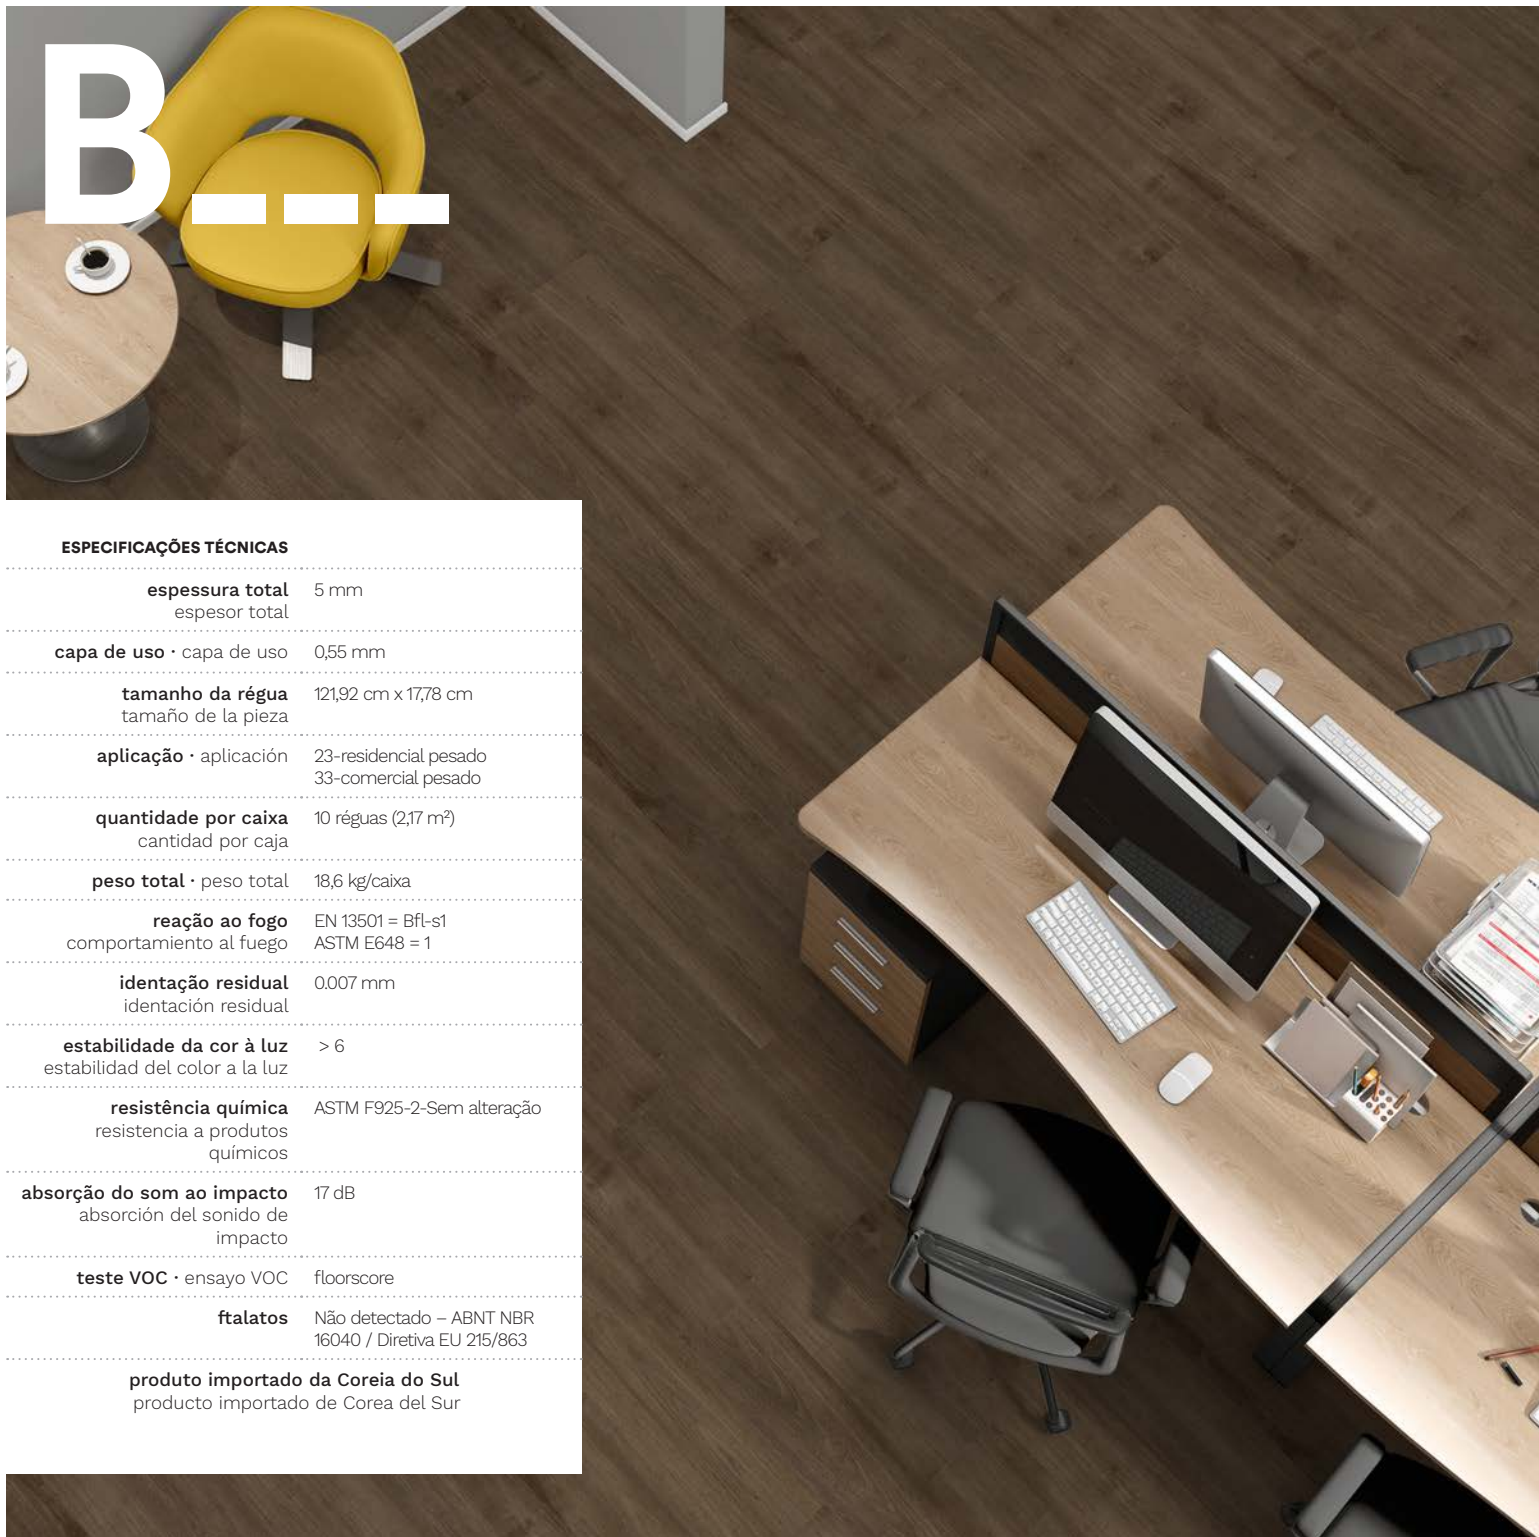 B___
ESPECIFICAÇÕES TÉCNICAS
espessura total 5 mm
espesor total
capa de uso · capa de uso 0,55 mm
tamanho da régua 121,92 cm x 17,78 cm
tamaño de la pieza
aplicação · aplicación 23-residencial pesado
33-comercial pesado
quantidade por caixa 10 réguas (2,17 m²)
cantidad por caja
peso total · peso total 18,6 kg/caixa
reação ao fogo EN 13501 = Bfl-s1
comportamiento al fuego ASTM E648 = 1
identação residual 0.007 mm
identación residual
estabilidade da cor à luz > 6
estabilidad del color a la luz
resistência química ASTM F925-2-Sem alteração
resistencia a produtos
químicos
absorção do som ao impacto 17 dB
absorción del sonido de
impacto
teste VOC · ensayo VOC floorscore
ftalatos Não detectado – ABNT NBR
16040 / Diretiva EU 215/863
produto importado da Coreia do Sul
producto importado de Corea del Sur